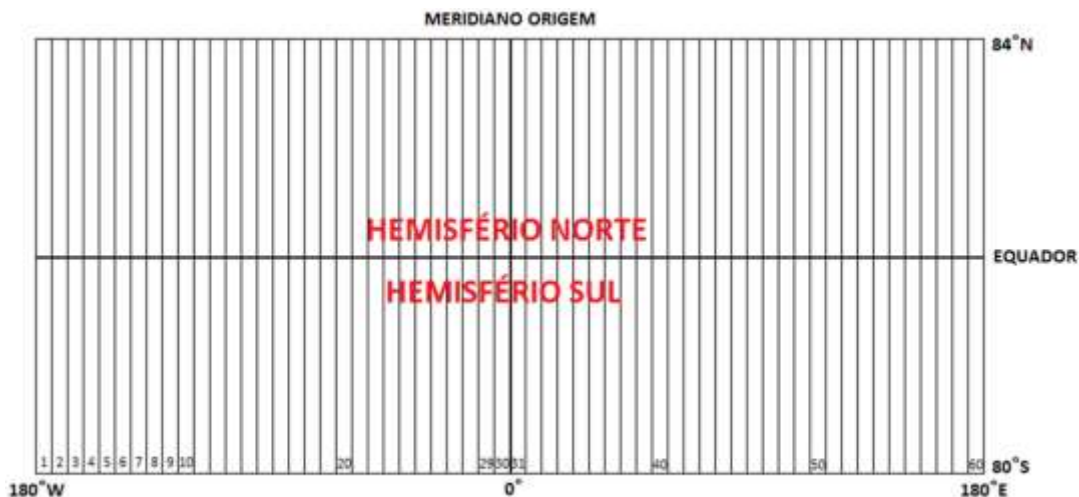 MERIDIANO ORIGEM
84°N
HEMISFÉRIO NORTE
EQUADOR
HEMISFÉRIO SUL
1 2 3 4 5 6 7 8 9 10 20 29 30 31 40 50 60 80°S
180°W 0° 180°E